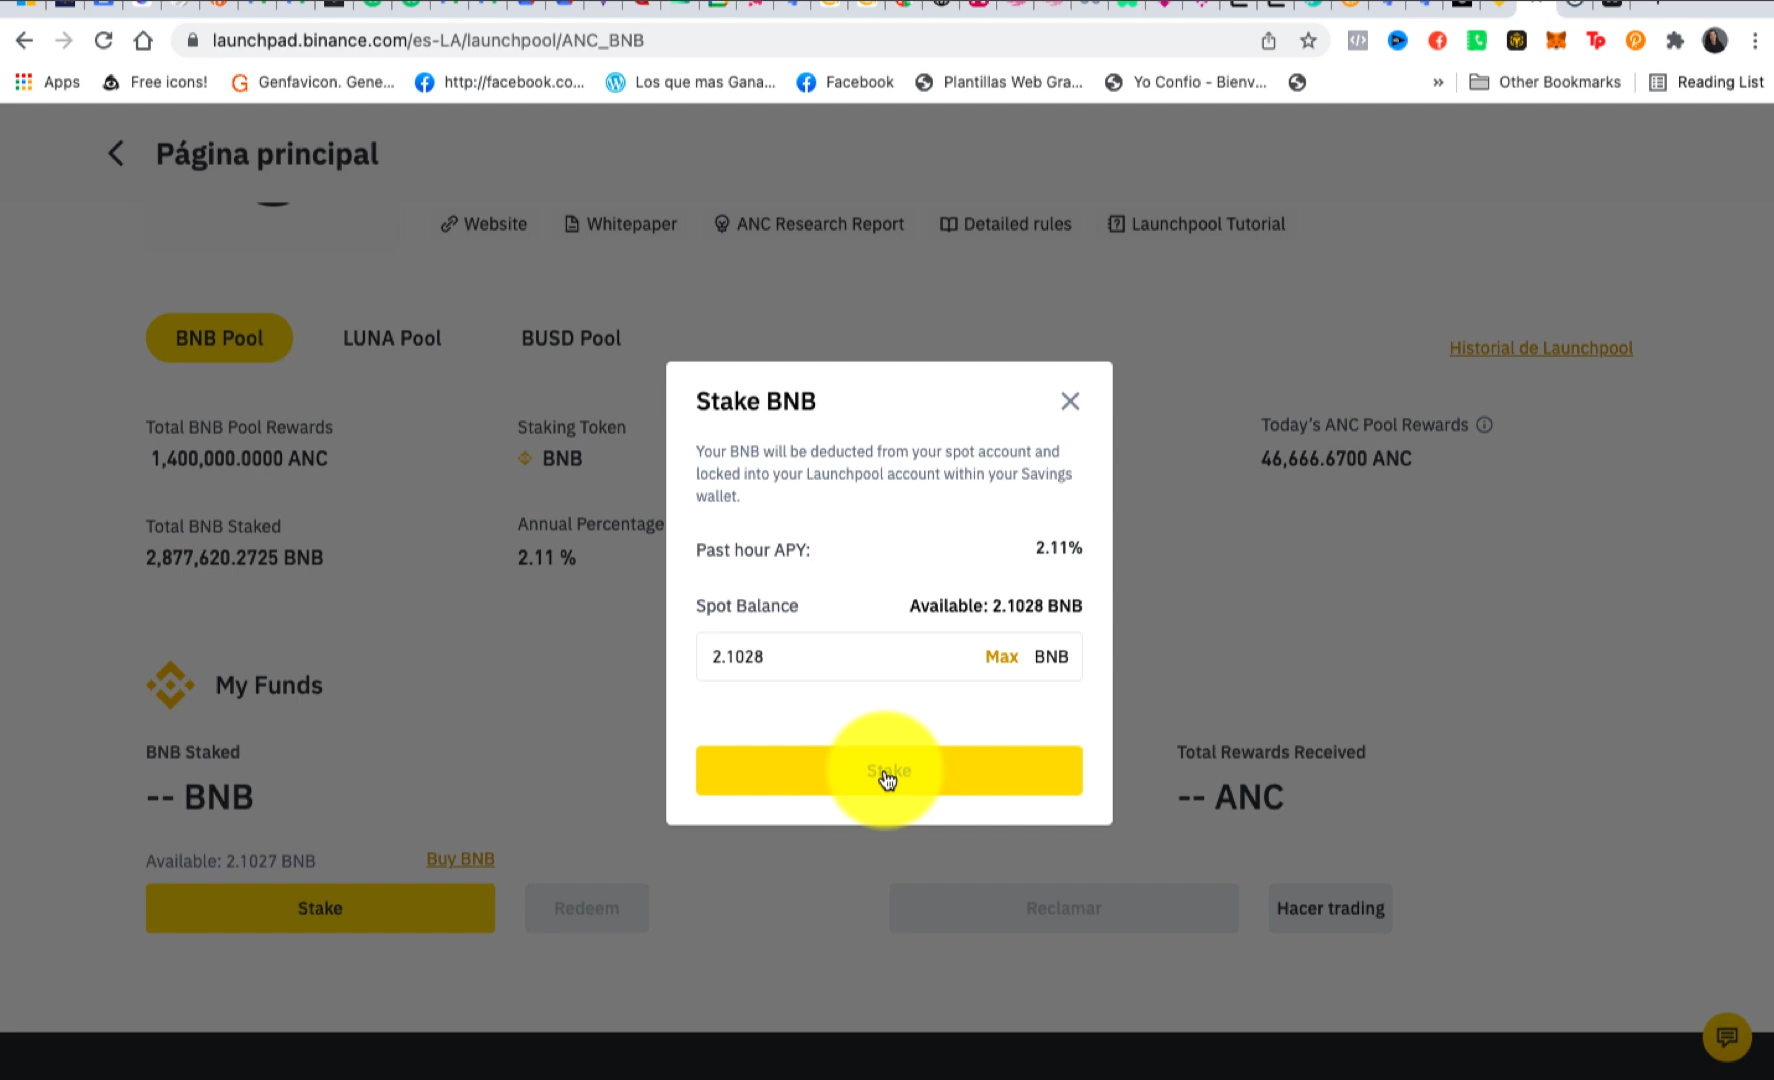 launchpad.binance.com/es-LA/launchpool/ANC_BNB
Apps
Free icons!
Genfavicon. Gene...
http://facebook.co...
Los que mas Gana...
Facebook
Plantillas Web Gra...
Yo Confio - Bienv...
»
Other Bookmarks
Reading List
Página principal
Website
Whitepaper
ANC Research Report
Detailed rules
Launchpool Tutorial
BNB Pool
LUNA Pool
BUSD Pool
Historial de Launchpool
Total BNB Pool Rewards
1,400,000.0000 ANC
Staking Token
BNB
Today's ANC Pool Rewards
46,666.6700 ANC
Total BNB Staked
2,877,620.2725 BNB
Annual Percentage
2.11 %
Stake BNB
Your BNB will be deducted from your spot account and
locked into your Launchpool account within your Savings
wallet.
Past hour APY:
2.11%
Spot Balance
Available: 2.1028 BNB
2.1028
Max
BNB
Stake
My Funds
BNB Staked
-- BNB
Total Rewards Received
-- ANC
Available: 2.1027 BNB
Buy BNB
Stake
Redeem
Reclamar
Hacer trading